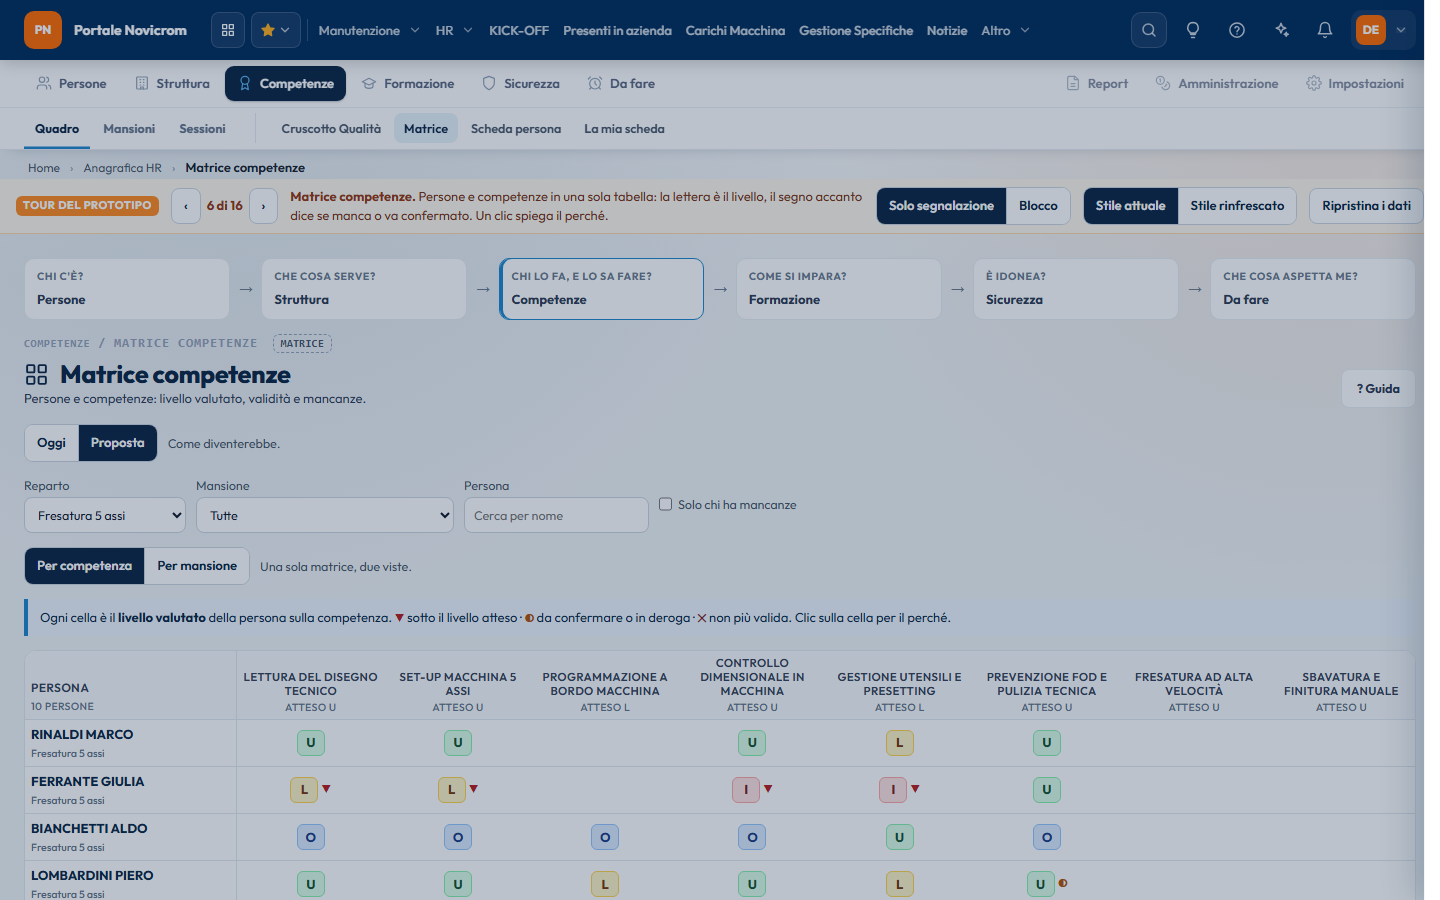 PN Portale Novicrom Manutenzione HR KICK-OFF Presenti in azienda Carichi Macchina Gestione Specifiche Notizie Altro DE
Persone Struttura Competenze Formazione Sicurezza Da fare Report Amministrazione Impostazioni
Quadro Mansioni Sessioni Cruscotto Qualità Matrice Scheda persona La mia scheda
Home › Anagrafica HR › Matrice competenze
TOUR DEL PROTOTIPO ‹ 6 di 16 › Matrice competenze. Persone e competenze in una sola tabella: la lettera è il livello, il segno accanto
dice se manca o va confermato. Un clic spiega il perché.
Solo segnalazione Blocco Stile attuale Stile rinfrescato Ripristina i dati
CHI C'È?
Persone
→
CHE COSA SERVE?
Struttura
→
CHI LO FA, E LO SA FARE?
Competenze
→
COME SI IMPARA?
Formazione
→
È IDONEA?
Sicurezza
→
CHE COSA ASPETTA ME?
Da fare
COMPETENZE / MATRICE COMPETENZE MATRICE
Matrice competenze
Persone e competenze: livello valutato, validità e mancanze.
? Guida
Oggi Proposta Come diventerebbe.
Reparto Mansione Persona
Fresatura 5 assi Tutte Cerca per nome Solo chi ha mancanze
Per competenza Per mansione Una sola matrice, due viste.
Ogni cella è il livello valutato della persona sulla competenza. ▼ sotto il livello atteso · ◐ da confermare o in deroga · ✕ non più valida. Clic sulla cella per il perché.
PERSONA
10 PERSONE
LETTURA DEL DISEGNO
TECNICO
ATTESO U
SET-UP MACCHINA 5
ASSI
ATTESO U
PROGRAMMAZIONE A
BORDO MACCHINA
ATTESO L
CONTROLLO
DIMENSIONALE IN
MACCHINA
ATTESO U
GESTIONE UTENSILI E
PRESETTING
ATTESO L
PREVENZIONE FOD E
PULIZIA TECNICA
ATTESO U
FRESATURA AD ALTA
VELOCITÀ
ATTESO U
SBAVATURA E
FINITURA MANUALE
ATTESO U
RINALDI MARCO
Fresatura 5 assi
U U U L U
FERRANTE GIULIA
Fresatura 5 assi
L ▼ L ▼ I ▼ I ▼ U
BIANCHETTI ALDO
Fresatura 5 assi
O O O O U O
LOMBARDINI PIERO
Fresatura 5 assi
U U L U L U ◐